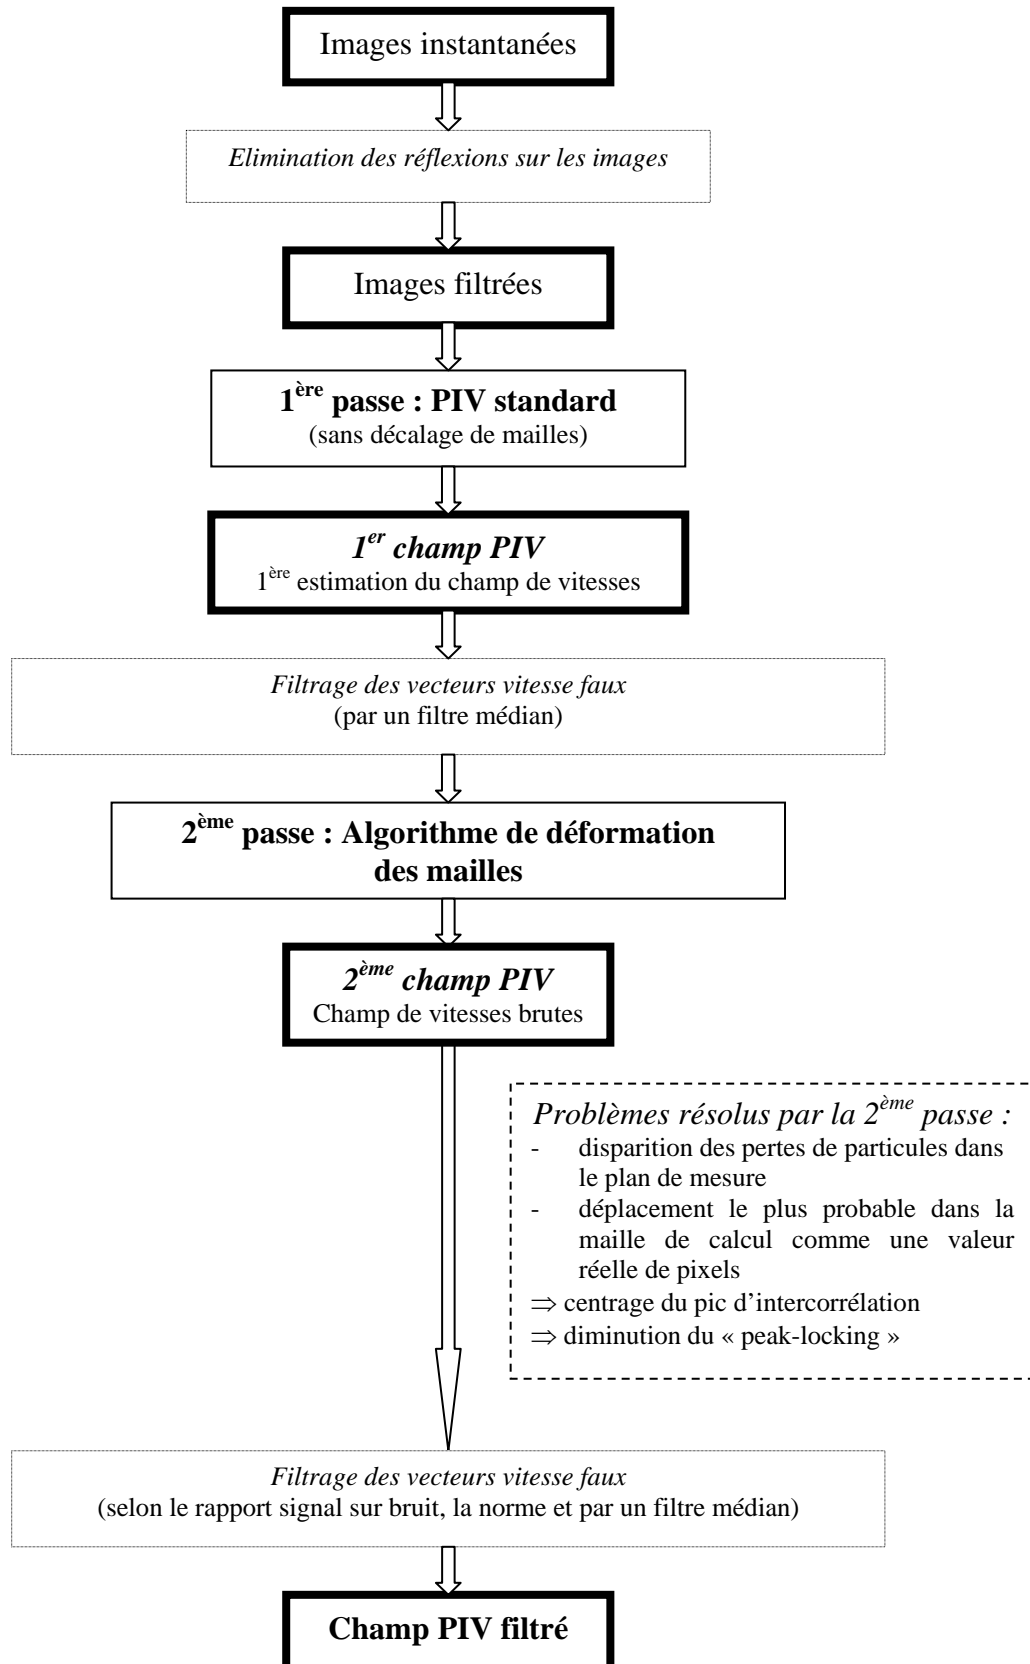 Images instantanées
Elimination des réflexions sur les images
Images filtrées
1ère passe : PIV standard
(sans décalage de mailles)
1er champ PIV
1ère estimation du champ de vitesses
Filtrage des vecteurs vitesse faux
(par un filtre médian)
2ème passe : Algorithme de déformation
des mailles
2ème champ PIV
Champ de vitesses brutes
Problèmes résolus par la 2ème passe :
- disparition des pertes de particules dans
le plan de mesure
- déplacement le plus probable dans la
maille de calcul comme une valeur
réelle de pixels
⇒ centrage du pic d’intercorrélation
⇒ diminution du « peak-locking »
Filtrage des vecteurs vitesse faux
(selon le rapport signal sur bruit, la norme et par un filtre médian)
Champ PIV filtré